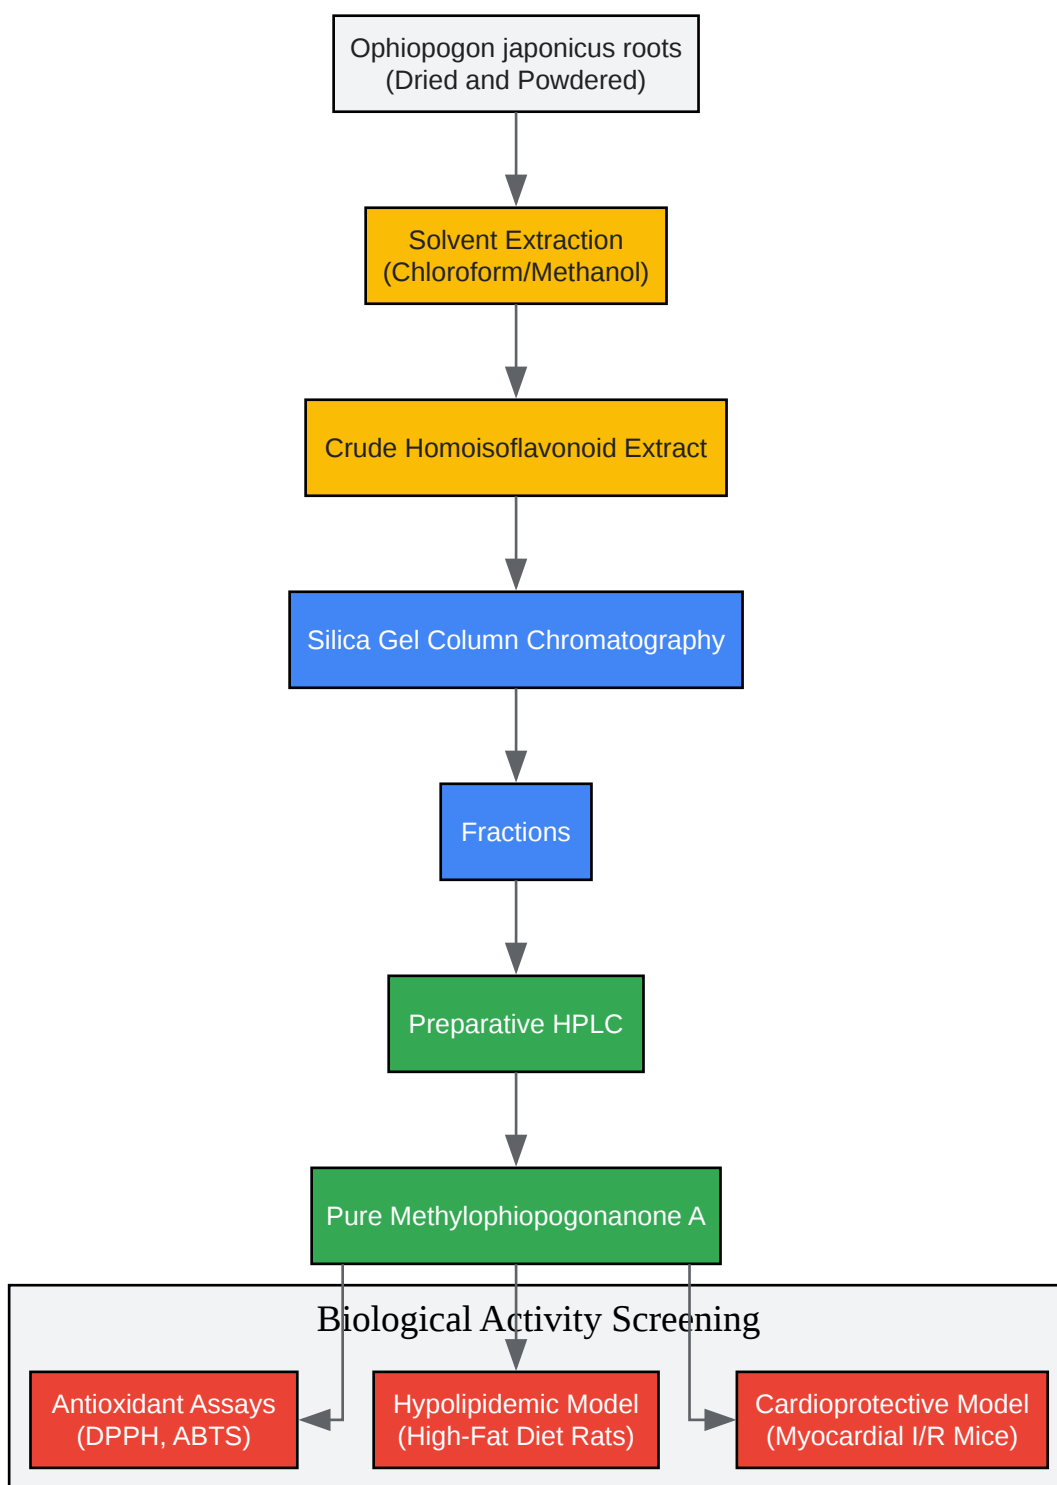 Ophiopogon japonicus roots
(Dried and Powdered)
Solvent Extraction
(Chloroform/Methanol)
Crude Homoisoflavonoid Extract
Silica Gel Column Chromatography
Fractions
Preparative HPLC
Pure Methylophiopogonanone A
Biological Activity Screening
Antioxidant Assays
(DPPH, ABTS)
Hypolipidemic Model
(High-Fat Diet Rats)
Cardioprotective Model
(Myocardial I/R Mice)